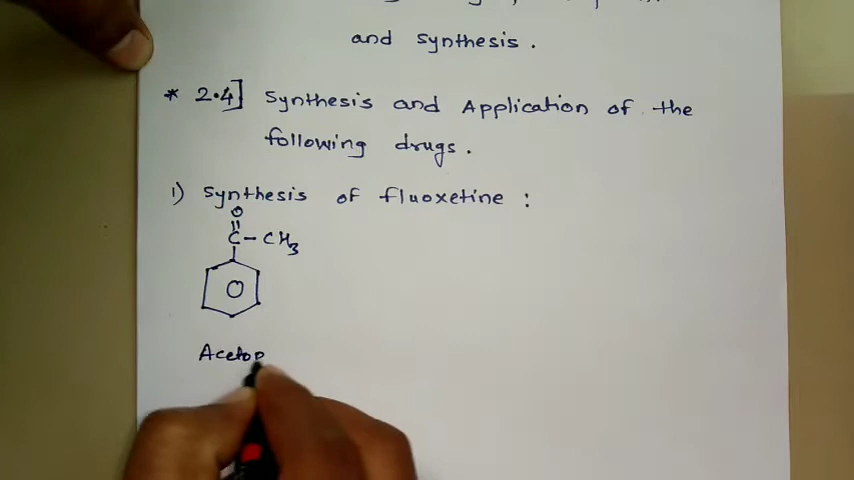 and synthesis.
* 2.4] Synthesis and Application of the
following drugs.
1) Synthesis of fluoxetine :
O
C - CH3
Acetop